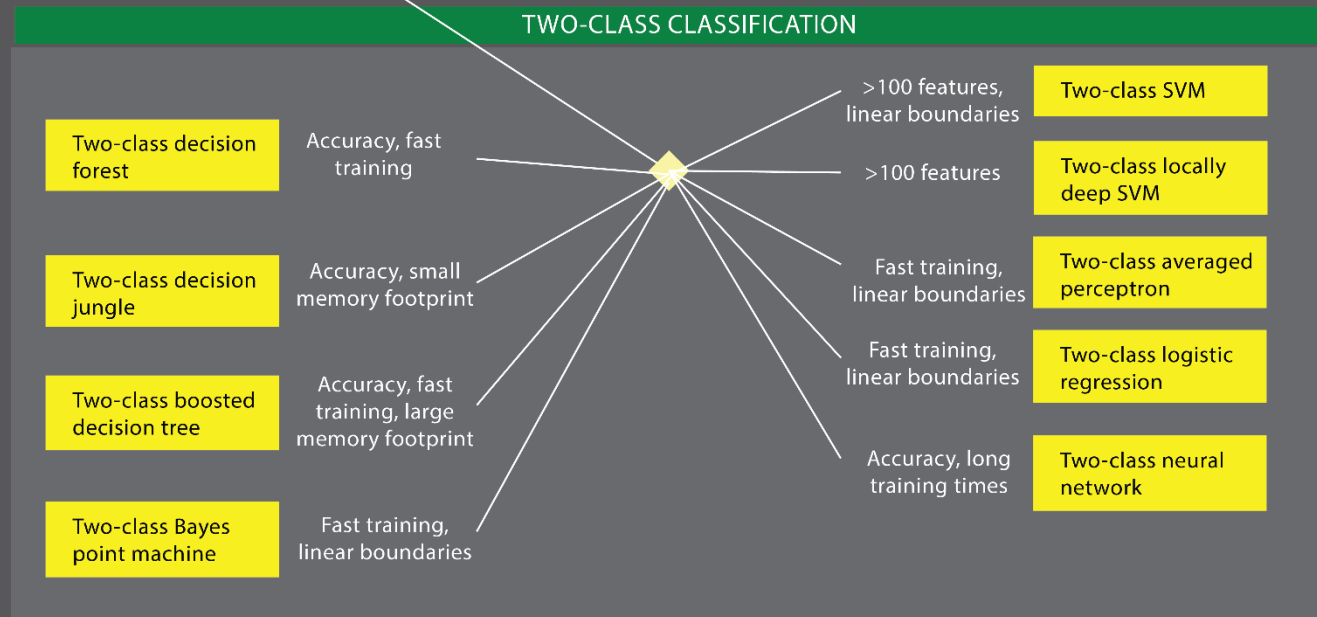 TWO-CLASS CLASSIFICATION
Two-class decision
forest
Accuracy, fast
training
Two-class decision
jungle
Accuracy, small
memory footprint
Two-class boosted
decision tree
Accuracy, fast
training, large
memory footprint
Two-class Bayes
point machine
Fast training,
linear boundaries
>100 features,
linear boundaries
Two-class SVM
>100 features
Two-class locally
deep SVM
Fast training,
linear boundaries
Two-class averaged
perceptron
Fast training,
linear boundaries
Two-class logistic
regression
Accuracy, long
training times
Two-class neural
network